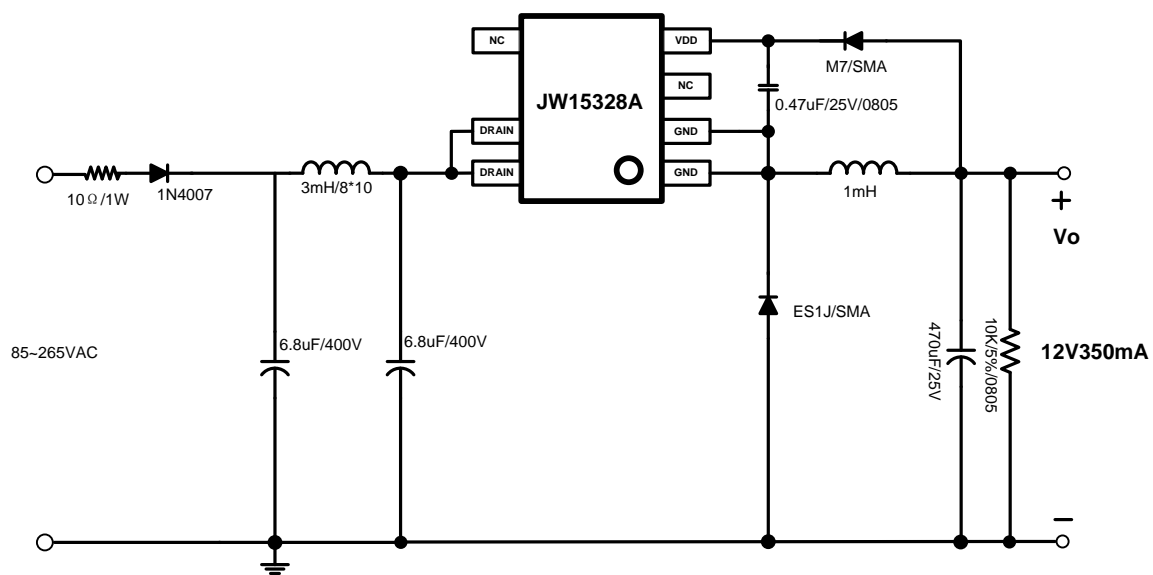 NC
VDD
M7/SMA
NC
0.47uF/25V/0805
JW15328A
DRAIN
GND
DRAIN
GND
10Ω/1W
1N4007
3mH/8*10
1mH
+
Vo
ES1J/SMA
6.8uF/400V
6.8uF/400V
85~265VAC
470uF/25V
10K/5%/0805
12V350mA
−